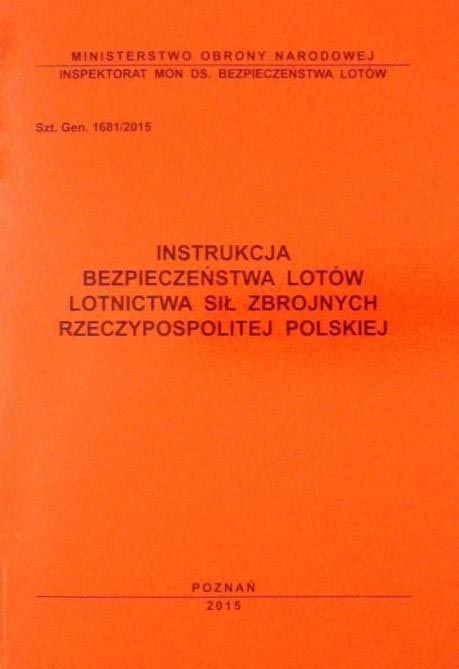 MINISTERSTWO OBRONY NARODOWEJ
INSPEKTORAT MON DS. BEZPIECZEŃSTWA LOTÓW
Szt. Gen. 1681/2015
INSTRUKCJA
BEZPIECZEŃSTWA LOTÓW
LOTNICTWA SIŁ ZBROJNYCH
RZECZYPOSPOLITEJ POLSKIEJ
POZNAŃ
2015